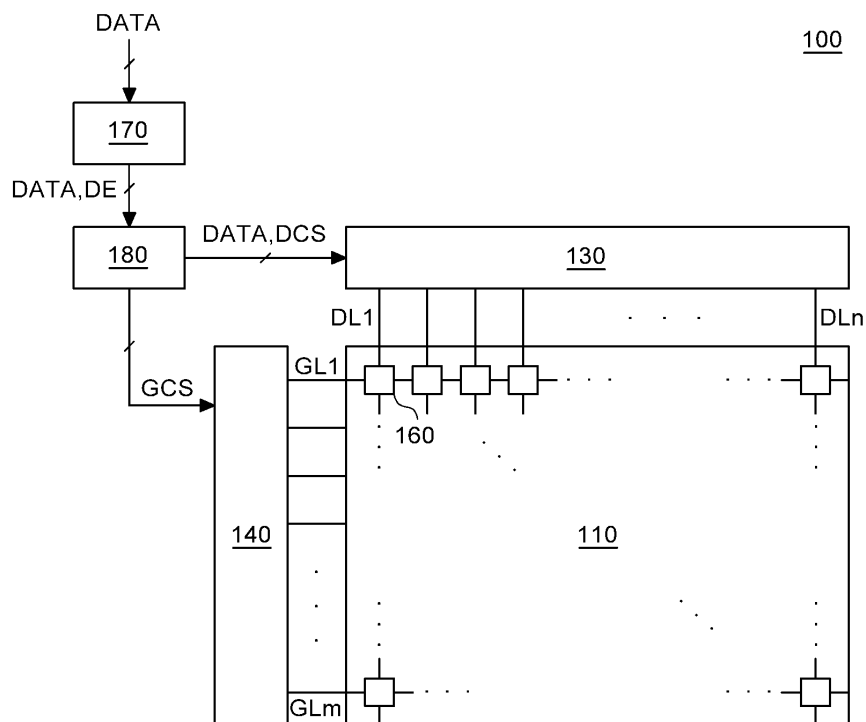 DATA
100
170
DATA,DE
180
DATA,DCS
130
DL1
DLn
GCS
GL1
160
140
110
GLm